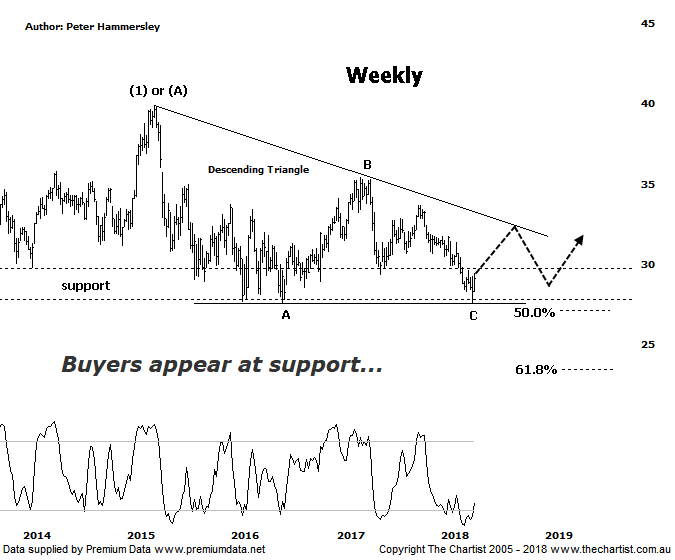 Author: Peter Hammersley
45
Weekly
(1) or (A)
40
Descending Triangle
B
35
30
support
A
C
50.0%
25
Buyers appear at support...
61.8%
2014 2015 2016 2017 2018 2019
Data supplied by Premium Data www.premiumdata.net
Copyright The Chartist 2005 - 2018 www.thechartist.com.au